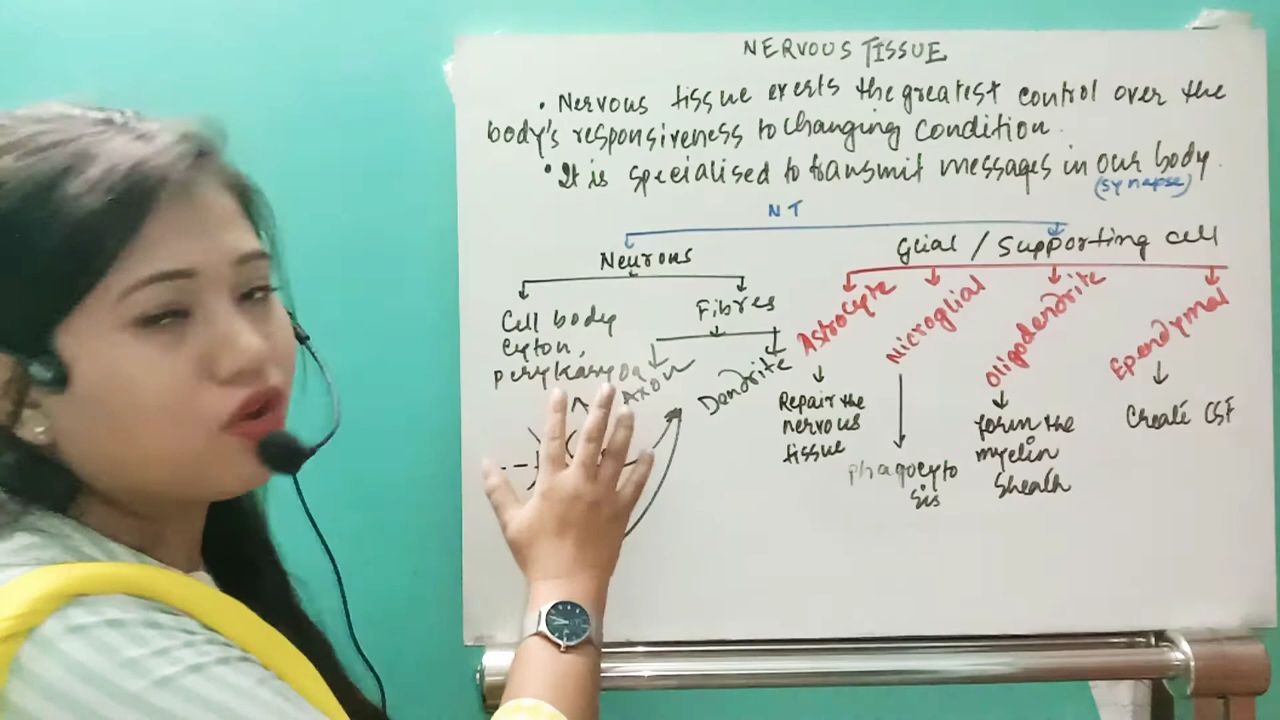 NERVOUS TISSUE
• Nervous tissue exerts the greatest control over the
body's responsiveness to changing condition.
• It is specialised to transmit messages in our body.
(synapse)
NT
Neurous
Glial / Supporting cell
Cell body
Cyton,
perykaryon
Fibres
Axon
Dendrite
Astrocyte
Microglial
Oligodendrite
Ependymal
Repair the
nervous
tissue
phagocyto
sis
form the
myelin
Sheath
Create CSF